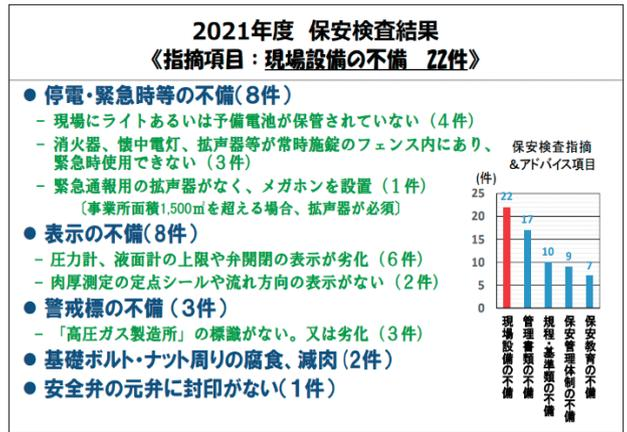 2021年度 保安検査結果
《指摘項目:現場設備の不備 22件》
● 停電・緊急時等の不備(8件)
− 現場にライトあるいは予備電池が保管されていない(4件)
− 消火器、懐中電灯、拡声器等が常時施錠のフェンス内にあり、
緊急時使用できない(3件)
− 緊急通報用の拡声器がなく、メガホンを設置(1件)
〔事業所面積1,500㎡を超える場合、拡声器が必須〕
● 表示の不備(8件)
− 圧力計、液面計の上限や弁開閉の表示が劣化(6件)
− 肉厚測定の定点シールや流れ方向の表示がない(2件)
● 警戒標の不備(3件)
− 「高圧ガス製造所」の標識がない。又は劣化(3件)
● 基礎ボルト・ナット周りの腐食、減肉(2件)
● 安全弁の元弁に封印がない(1件)
保安検査指摘
&アドバイス項目
(件)
25
20
15
10
5
0
22
17
10
9
7
現場設備の不備
管理書類の不備
規程・基準類の不備
保安管理体制の不備
保安教育の不備